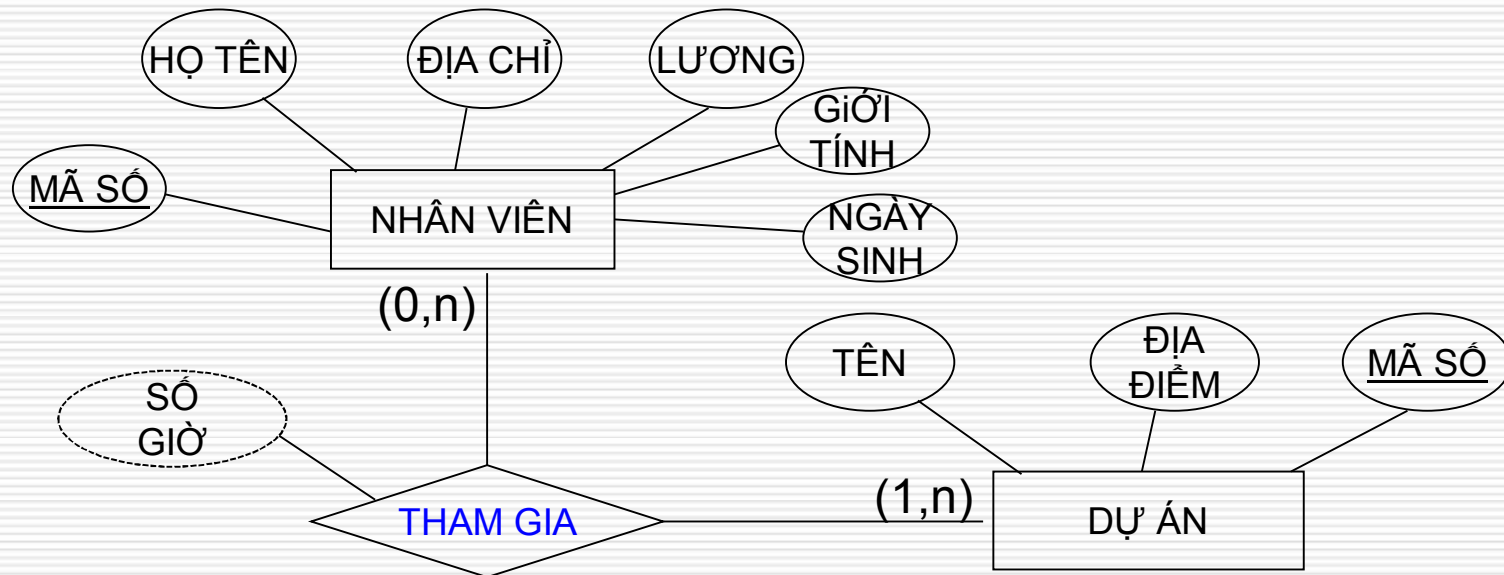 HỌ TÊN
ĐỊA CHỈ
LƯƠNG
GiỚI
TÍNH
MÃ SỐ
NHÂN VIÊN
NGÀY
SINH
(0,n)
TÊN
ĐỊA
ĐIỂM
MÃ SỐ
SỐ
GIỜ
THAM GIA
(1,n)
DỰ ÁN